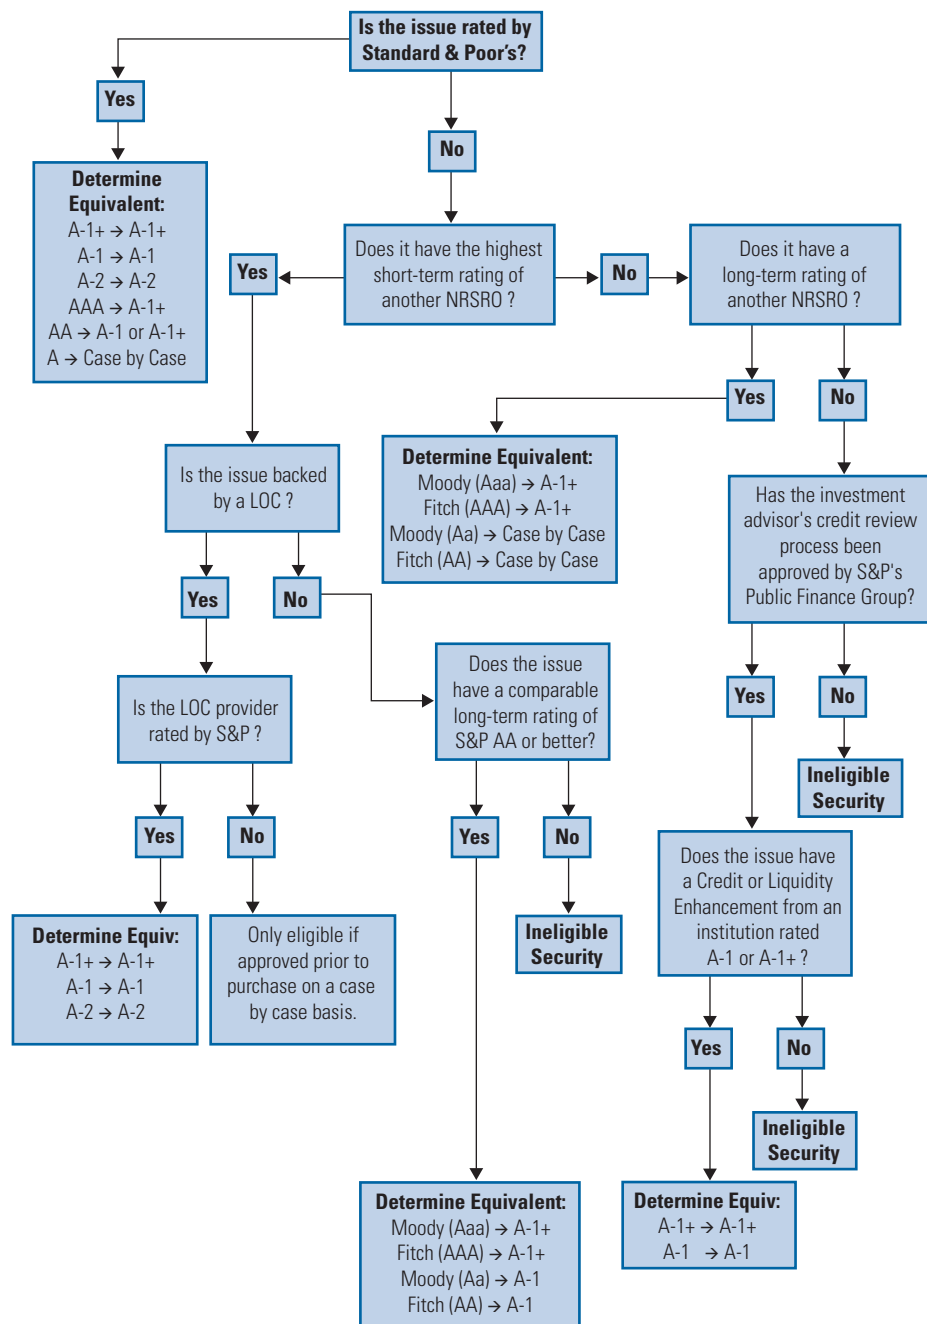 Is the issue rated by
Standard & Poor's?
Yes
No
Determine
Equivalent:
A-1+ → A-1+
A-1 → A-1
A-2 → A-2
AAA → A-1+
AA → A-1 or A-1+
A → Case by Case
Yes
Does it have the highest
short-term rating of
another NRSRO ?
No
Does it have a
long-term rating of
another NRSRO ?
Yes
No
Is the issue backed
by a LOC ?
Determine Equivalent:
Moody (Aaa) → A-1+
Fitch (AAA) → A-1+
Moody (Aa) → Case by Case
Fitch (AA) → Case by Case
Has the investment
advisor's credit review
process been
approved by S&P's
Public Finance Group?
Yes
No
Is the LOC provider
rated by S&P ?
Does the issue
have a comparable
long-term rating of
S&P AA or better?
Yes
No
Ineligible
Security
Yes
No
Yes
No
Does the issue have
a Credit or Liquidity
Enhancement from an
institution rated
A-1 or A-1+ ?
Determine Equiv:
A-1+ → A-1+
A-1 → A-1
A-2 → A-2
Only eligible if
approved prior to
purchase on a case
by case basis.
Ineligible
Security
Yes
No
Ineligible
Security
Determine Equivalent:
Moody (Aaa) → A-1+
Fitch (AAA) → A-1+
Moody (Aa) → A-1
Fitch (AA) → A-1
Determine Equiv:
A-1+ → A-1+
A-1 → A-1